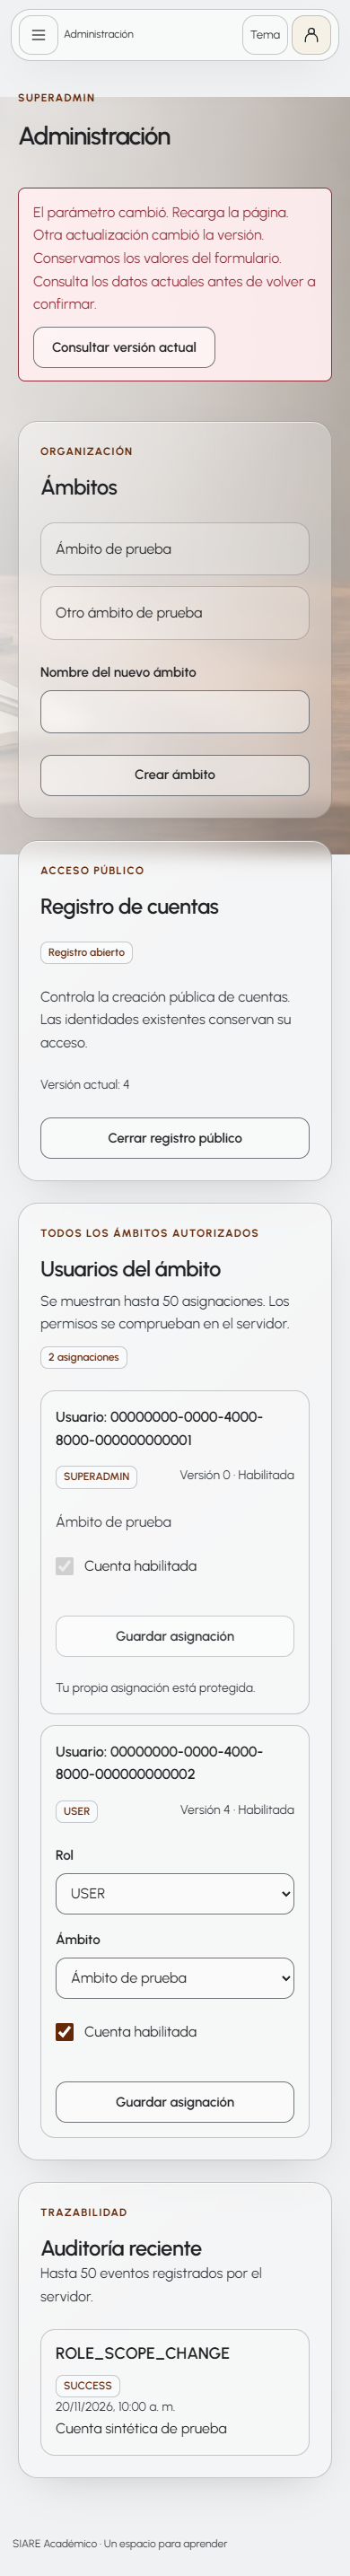 Administración
Tema
SUPERADMIN
Administración
El parámetro cambió. Recarga la página.
Otra actualización cambió la versión.
Conservamos los valores del formulario.
Consulta los datos actuales antes de volver a
confirmar.
Consultar versión actual
ORGANIZACIÓN
Ámbitos
Ámbito de prueba
Otro ámbito de prueba
Nombre del nuevo ámbito
Crear ámbito
ACCESO PÚBLICO
Registro de cuentas
Registro abierto
Controla la creación pública de cuentas.
Las identidades existentes conservan su
acceso.
Versión actual: 4
Cerrar registro público
TODOS LOS ÁMBITOS AUTORIZADOS
Usuarios del ámbito
Se muestran hasta 50 asignaciones. Los
permisos se comprueban en el servidor.
2 asignaciones
Usuario: 00000000-0000-4000-
8000-000000000001
SUPERADMIN
Versión 0 · Habilitada
Ámbito de prueba
Cuenta habilitada
Guardar asignación
Tu propia asignación está protegida.
Usuario: 00000000-0000-4000-
8000-000000000002
USER
Versión 4 · Habilitada
Rol
USER
Ámbito
Ámbito de prueba
Cuenta habilitada
Guardar asignación
TRAZABILIDAD
Auditoría reciente
Hasta 50 eventos registrados por el
servidor.
ROLE_SCOPE_CHANGE
SUCCESS
20/11/2026, 10:00 a. m.
Cuenta sintética de prueba
SIARE Académico · Un espacio para aprender